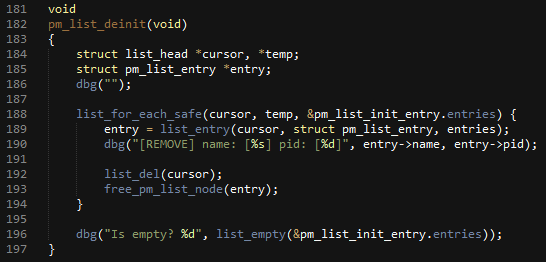 181 void
182 pm_list_deinit(void)
183 {
184     struct list_head *cursor, *temp;
185     struct pm_list_entry *entry;
186     dbg("");
187
188     list_for_each_safe(cursor, temp, &pm_list_init_entry.entries) {
189         entry = list_entry(cursor, struct pm_list_entry, entries);
190         dbg("[REMOVE] name: [%s] pid: [%d]", entry->name, entry->pid);
191
192         list_del(cursor);
193         free_pm_list_node(entry);
194     }
195
196     dbg("Is empty? %d", list_empty(&pm_list_init_entry.entries));
197 }